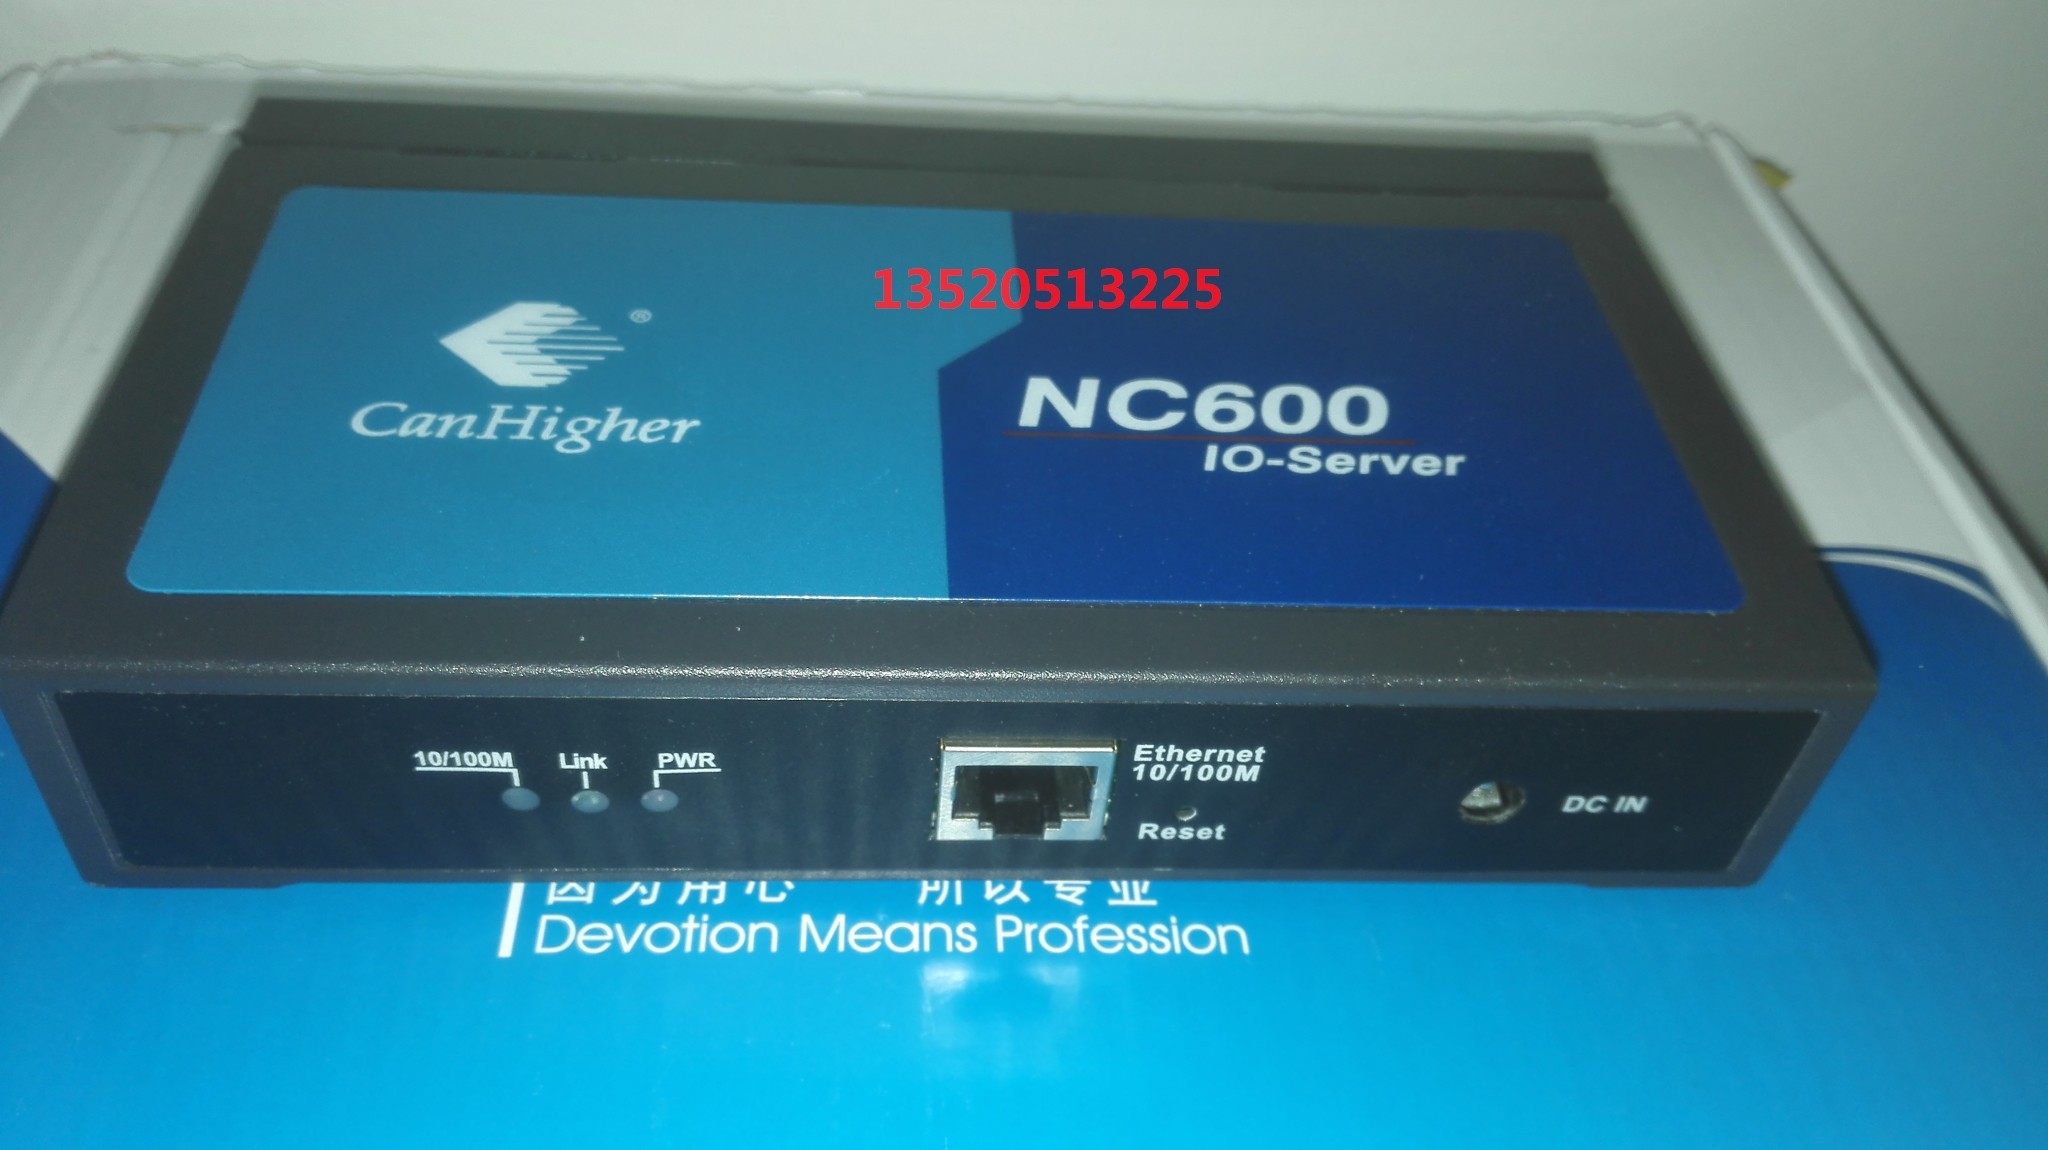 13520513225
®
CanHigher
NC600
IO-Server
10/100M Link PWR
Ethernet
10/100M
Reset
DC IN
因为用心 所以专业
Devotion Means Profession